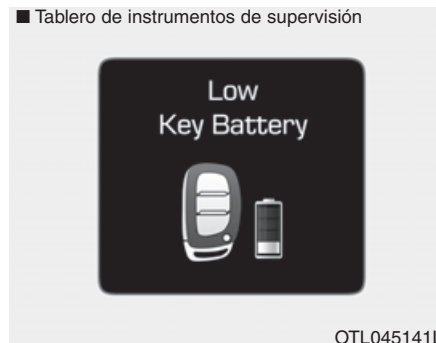 ■ Tablero de instrumentos de supervisión
Low
Key Battery
OTL045141L